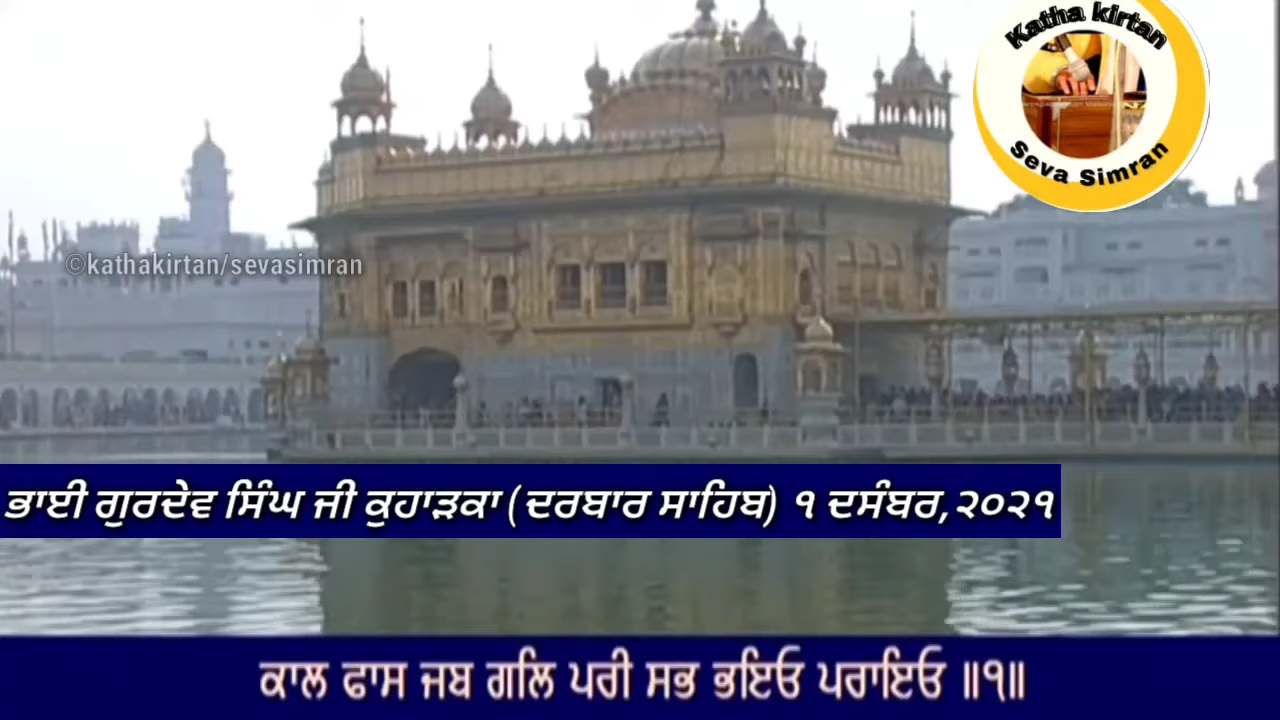 Katha kirtan
Seva Simran
©kathakirtan/sevasimran
ਭਾਈ ਗੁਰਦੇਵ ਸਿੰਘ ਜੀ ਕੁਹਾੜਕਾ (ਦਰਬਾਰ ਸਾਹਿਬ) ੧ ਦਸੰਬਰ,੨੦੨੧
ਕਾਲ ਫਾਸ ਜਬ ਗਲਿ ਪਰੀ ਸਭ ਭਇਓ ਪਰਾਇਓ ॥੧॥